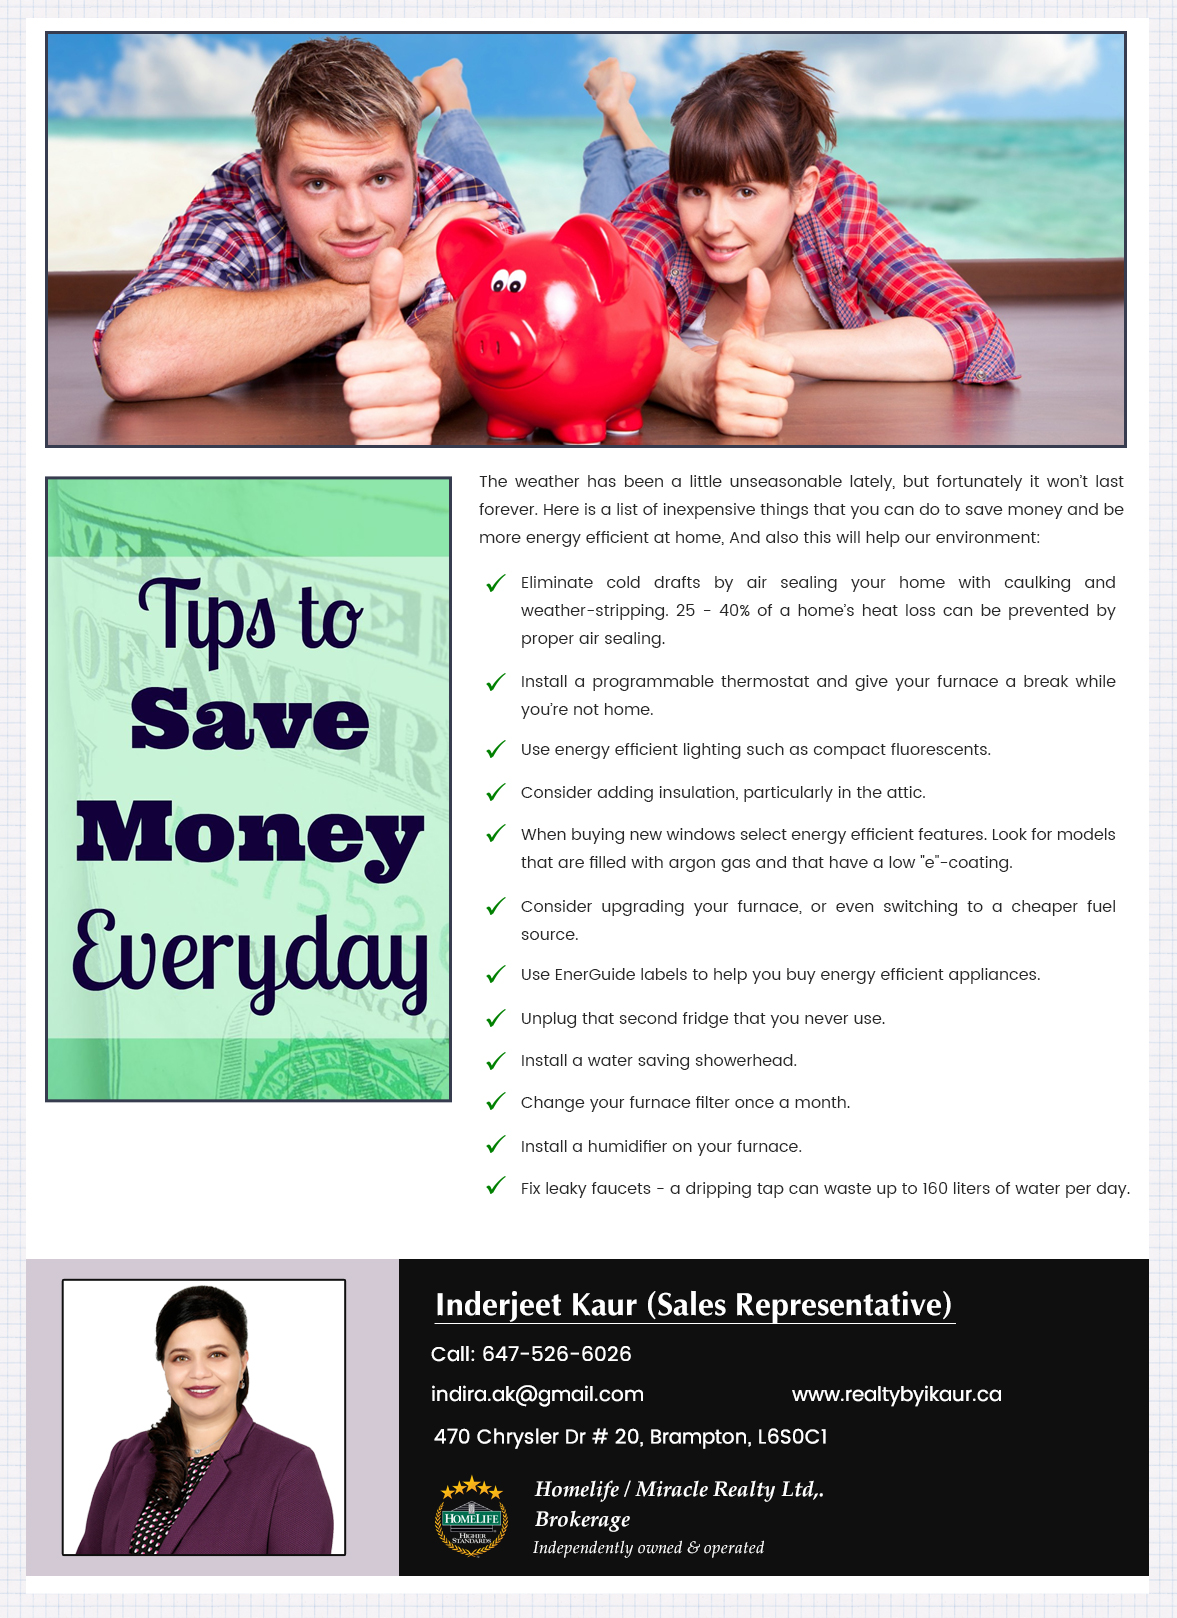 Tips to
Save
Money
Everyday
The weather has been a little unseasonable lately, but fortunately it won't last
forever. Here is a list of inexpensive things that you can do to save money and be
more energy efficient at home, And also this will help our environment:
Eliminate cold drafts by air sealing your home with caulking and
weather-stripping. 25 - 40% of a home's heat loss can be prevented by
proper air sealing.
Install a programmable thermostat and give your furnace a break while
you're not home.
Use energy efficient lighting such as compact fluorescents.
Consider adding insulation, particularly in the attic.
When buying new windows select energy efficient features. Look for models
that are filled with argon gas and that have a low "e"-coating.
Consider upgrading your furnace, or even switching to a cheaper fuel
source.
Use EnerGuide labels to help you buy energy efficient appliances.
Unplug that second fridge that you never use.
Install a water saving showerhead.
Change your furnace filter once a month.
Install a humidifier on your furnace.
Fix leaky faucets - a dripping tap can waste up to 160 liters of water per day.
Inderjeet Kaur (Sales Representative)
Call: 647-526-6026
indira.ak@gmail.com www.realtybyikaur.ca
470 Chrysler Dr # 20, Brampton, L6S0C1
HOMELIFE
HIGHER
STANDARDS
Homelife / Miracle Realty Ltd,.
Brokerage
Independently owned & operated